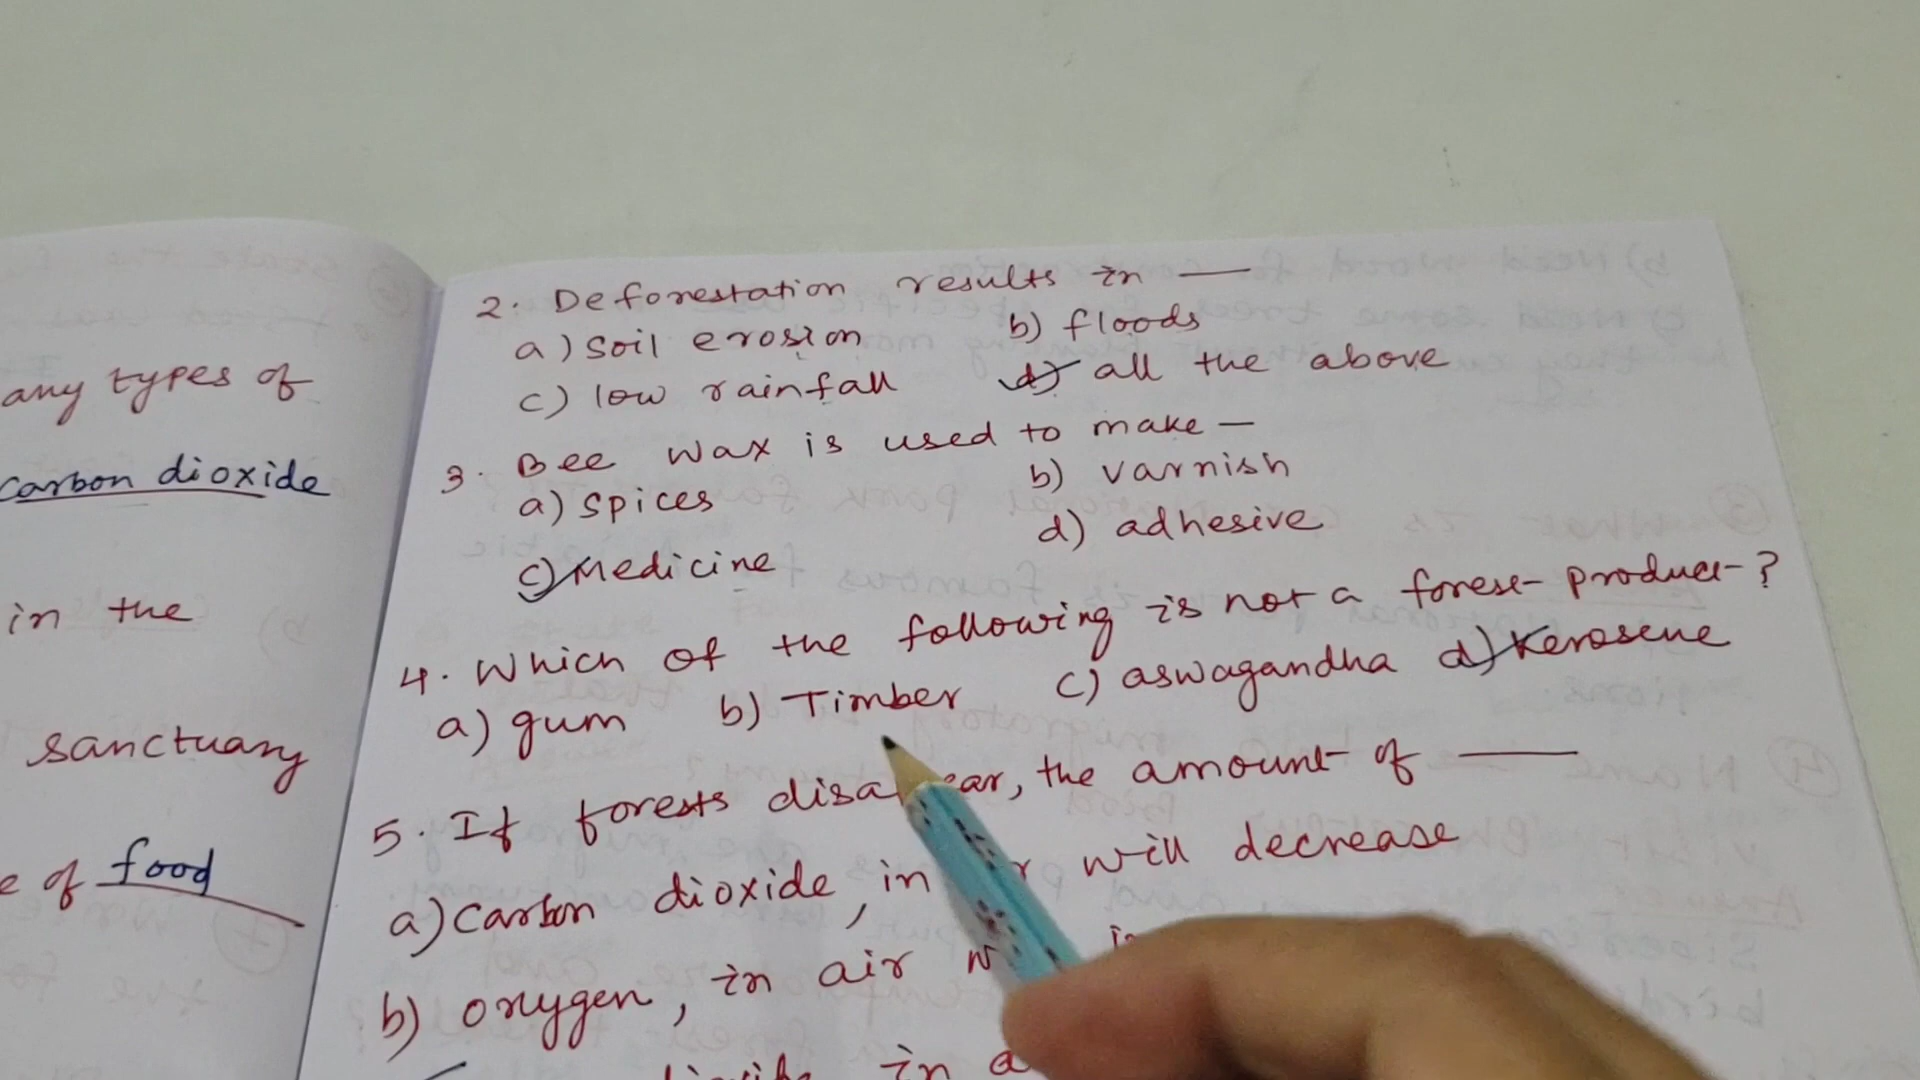 any types of
carbon dioxide
in the
sanctuary
e of food
2. Deforestation results in —
a) soil erosion b) floods
c) low rainfall d) all the above
3. Bee wax is used to make —
a) spices b) varnish
c) Medicine d) adhesive
4. Which of the following is not a forest product?
a) gum b) Timber c) aswagandha d) Kerosene
5. If forests disa ar, the amount of —
a) Carbon dioxide, in r will decrease
b) oxygen, in air
in a